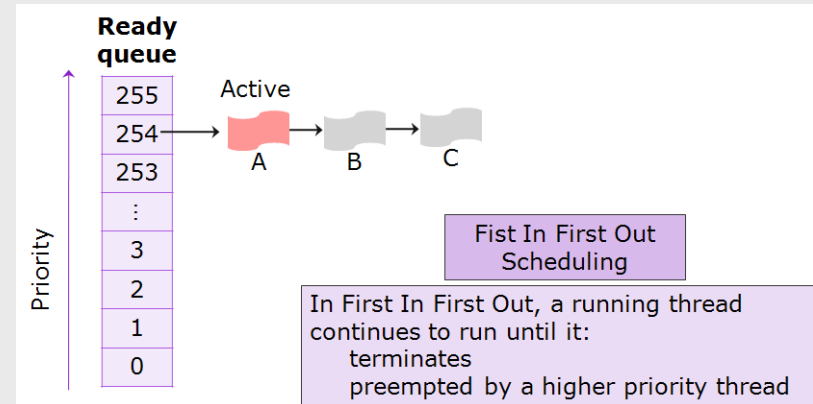 Ready
queue
255
254
253
⋮
3
2
1
0
Priority
Active
A
B
C
Fist In First Out
Scheduling
In First In First Out, a running thread
continues to run until it:
terminates
preempted by a higher priority thread